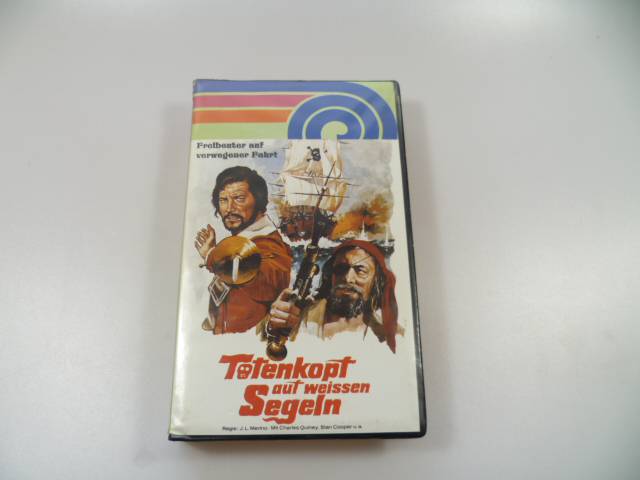 Freibeuter auf
verwegener Fahrt
Totenkopf
auf weissen
Segeln
Regie: J. L. Merino · Mit Charles Quiney, Stan Cooper u. a.